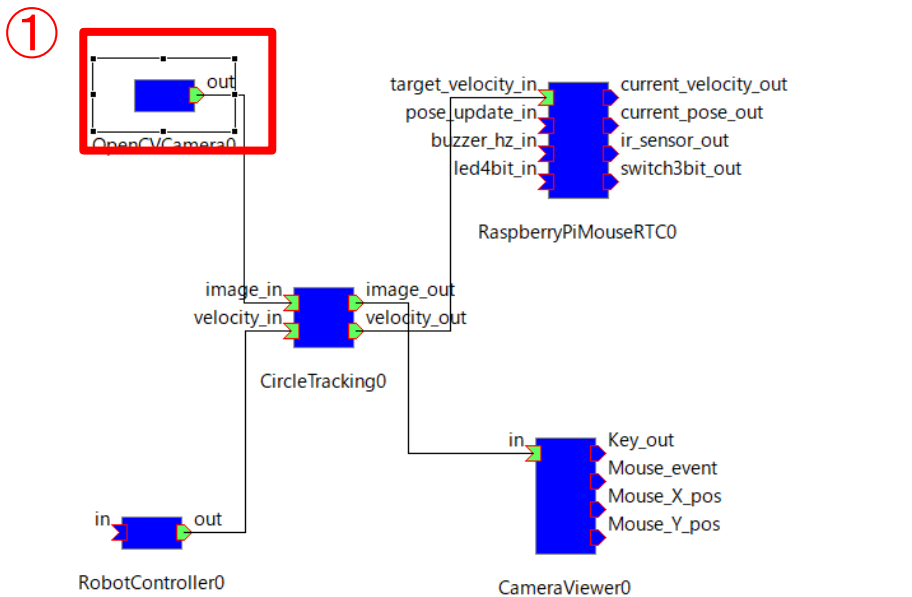 ①
out
OpenCVCamera0
target_velocity_in
pose_update_in
buzzer_hz_in
led4bit_in
current_velocity_out
current_pose_out
ir_sensor_out
switch3bit_out
RaspberryPiMouseRTC0
image_in
velocity_in
image_out
velocity_out
CircleTracking0
in
Key_out
Mouse_event
Mouse_X_pos
Mouse_Y_pos
CameraViewer0
in
out
RobotController0